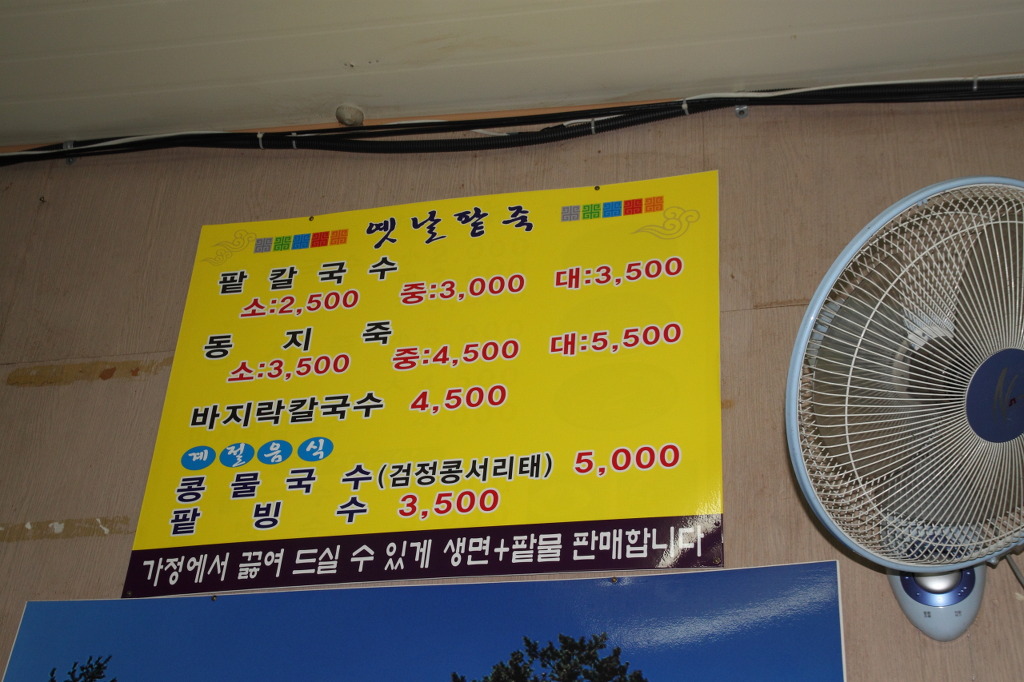 옛날팥죽
팥칼국수
소:2,500 중:3,000 대:3,500
동지죽
소:3,500 중:4,500 대:5,500
바지락칼국수 4,500
계절음식
콩물국수(검정콩서리태) 5,000
팥빙수 3,500
가정에서 끓여 드실 수 있게 생면+팥물 판매합니다